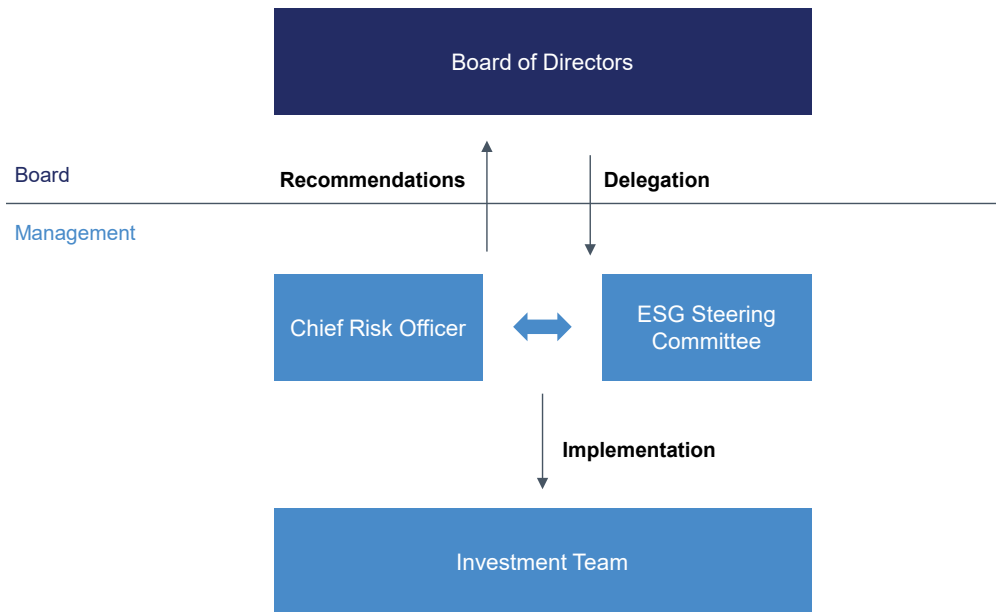 Board of Directors
Board
Recommendations
Delegation
Management
Chief Risk Officer
ESG Steering
Committee
Implementation
Investment Team